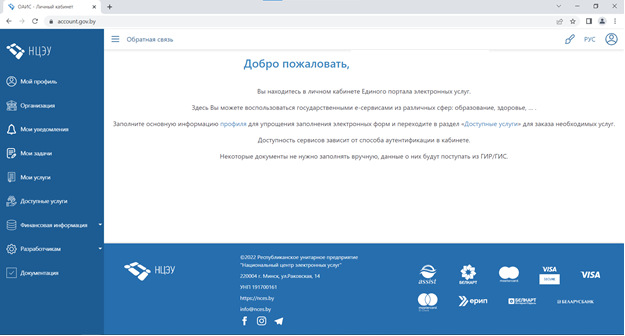 ОАИС - Личный кабинет
account.gov.by
НЦЭУ
Обратная связь
РУС
Добро пожаловать,
Мой профиль
Организация
Мои уведомления
Мои задачи
Мои услуги
Доступные услуги
Финансовая информация
Разработчикам
Документация
Вы находитесь в личном кабинете Единого портала электронных услуг.
Здесь Вы можете воспользоваться государственными е-сервисами из различных сфер: образование, здоровье, ... .
Заполните основную информацию профиля для упрощения заполнения электронных форм и переходите в раздел «Доступные услуги» для заказа необходимых услуг.
Доступность сервисов зависит от способа аутентификации в кабинете.
Некоторые документы не нужно заполнять вручную, данные о них будут поступать из ГИР/ГИС.
НЦЭУ
©2022 Республиканское унитарное предприятие
"Национальный центр электронных услуг"
220004 г. Минск, ул.Раковская, 14
УНП 191700161
https://nces.by
info@nces.by
assist
БЕЛКАРТ
mastercard
VISA
VISA
ерип
БЕЛКАРТ
БЕЛАРУСБАНК